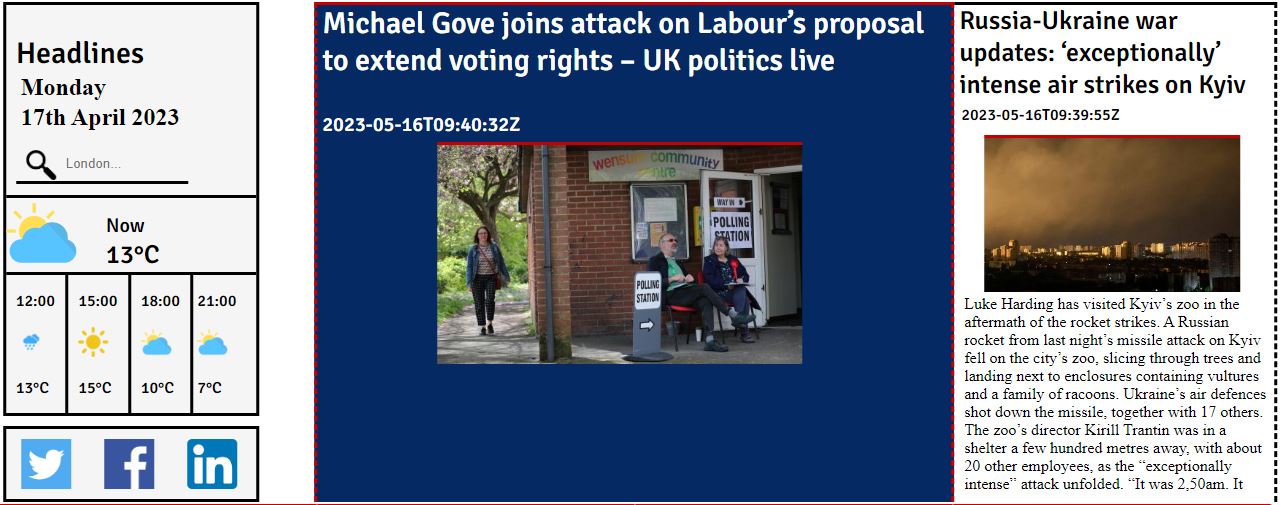 Headlines
Monday
17th April 2023
London...
Now
13°C
12:00 15:00 18:00 21:00
13°C 15°C 10°C 7°C
in
Michael Gove joins attack on Labour’s proposal
to extend voting rights – UK politics live
2023-05-16T09:40:32Z
wensum community
centre
WAY IN
POLLING
STATION
POLLING
STATION
Russia-Ukraine war
updates: ‘exceptionally’
intense air strikes on Kyiv
2023-05-16T09:39:55Z
Luke Harding has visited Kyiv’s zoo in the
aftermath of the rocket strikes. A Russian
rocket from last night’s missile attack on Kyiv
fell on the city’s zoo, slicing through trees and
landing next to enclosures containing vultures
and a family of racoons. Ukraine’s air defences
shot down the missile, together with 17 others.
The zoo’s director Kirill Trantin was in a
shelter a few hundred metres away, with about
20 other employees, as the “exceptionally
intense” attack unfolded. “It was 2,50am. It